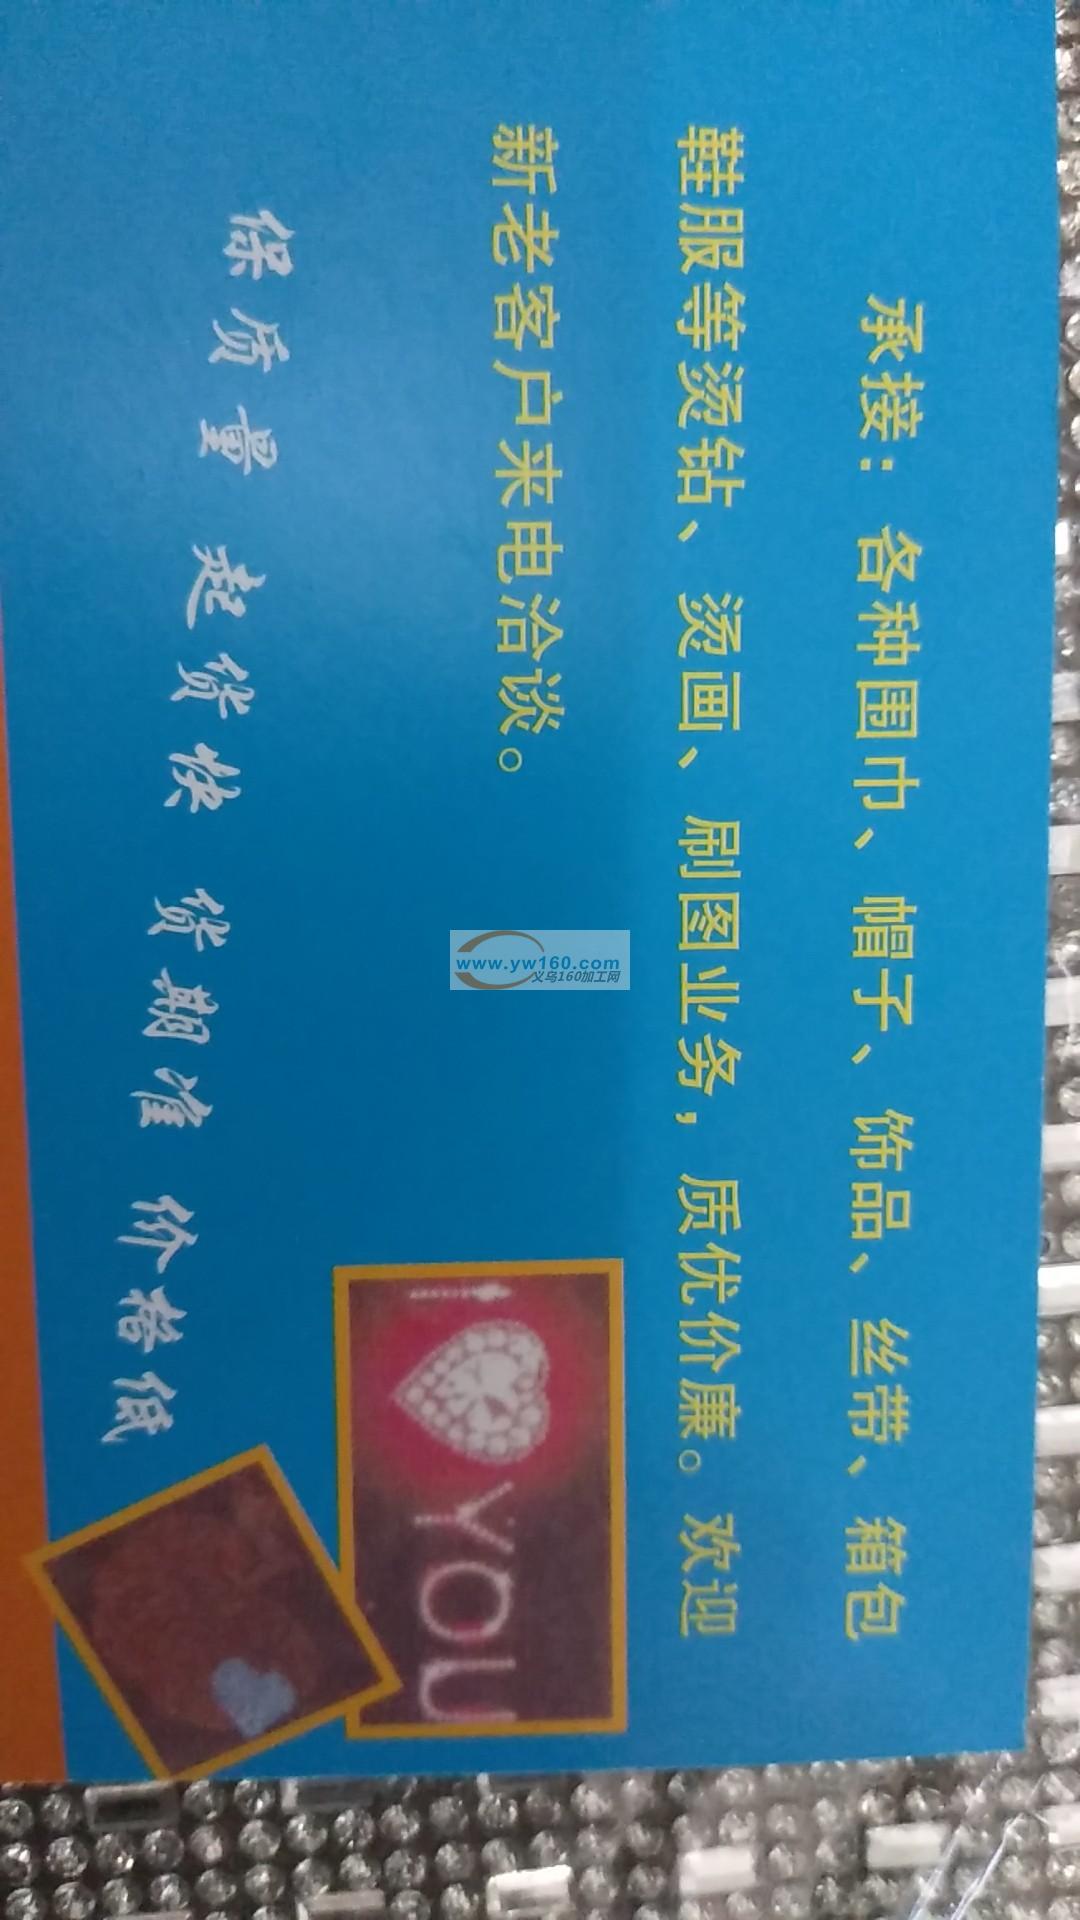 承接：各种围巾、帽子、饰品、丝带、箱包
鞋服等烫钻、烫画、刷图业务，质优价廉。欢迎
新老客户来电洽谈。
保质量 起货快 货期准 价格低
YOU
www.yw160.com
义乌160加工网